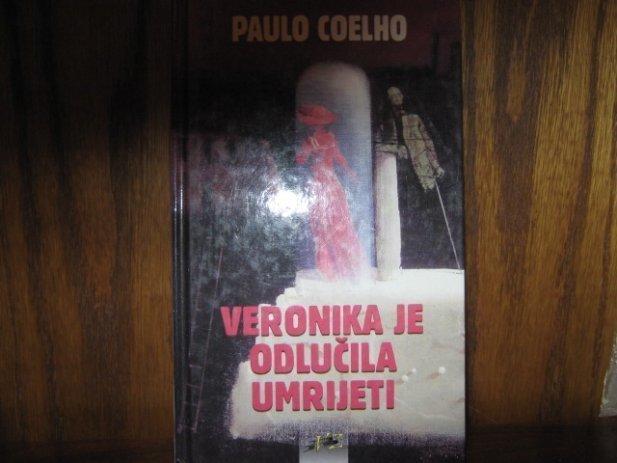 PAULO COELHO
VERONIKA JE
ODLUČILA
UMRIJETI